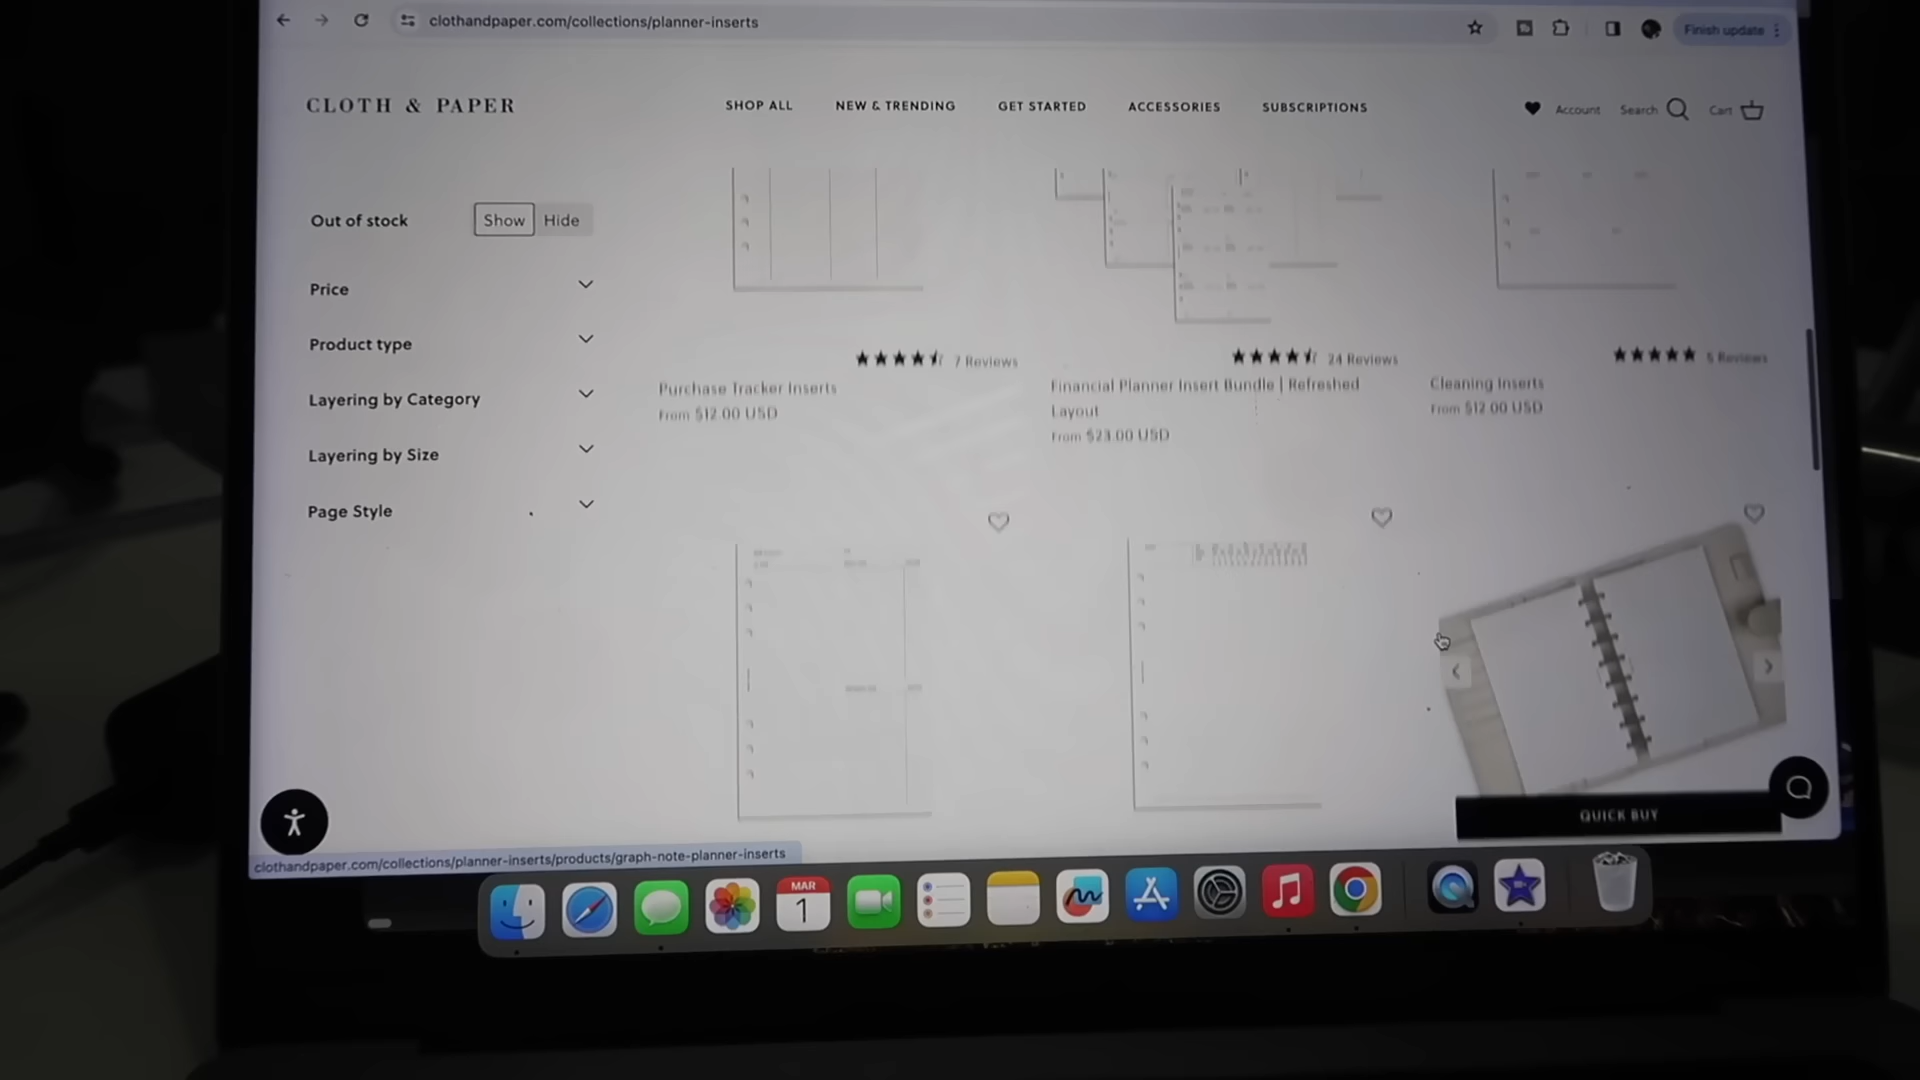 clothandpaper.com/collections/planner-inserts
Finish update
CLOTH & PAPER
SHOP ALL
NEW & TRENDING
GET STARTED
ACCESSORIES
SUBSCRIPTIONS
Account
Search
Cart
Out of stock
Show
Hide
Price
Product type
Layering by Category
Layering by Size
Page Style
7 Reviews
Purchase Tracker Inserts
From $12.00 USD
24 Reviews
Financial Planner Insert Bundle | Refreshed
Layout
From $23.00 USD
5 Reviews
Cleaning Inserts
From $12.00 USD
QUICK BUY
clothandpaper.com/collections/planner-inserts/products/graph-note-planner-inserts
MAR
1